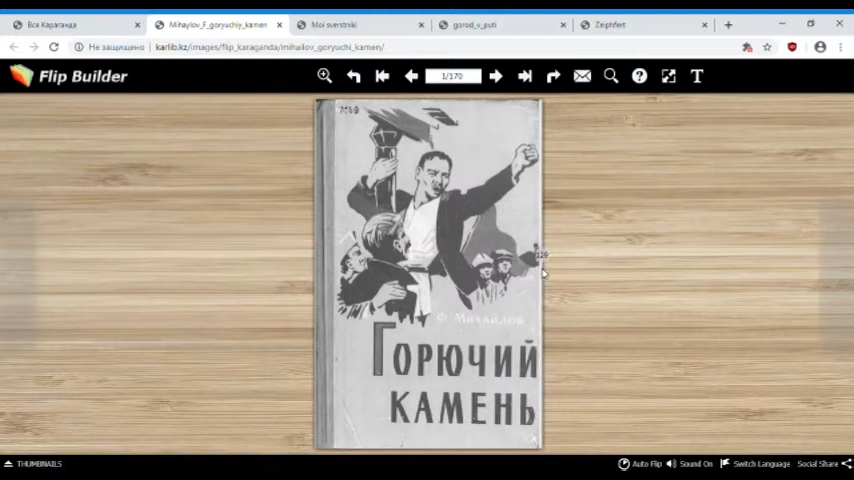 Вся Караганда
Mihaylov_F_goryuchiy_kamen
Moi sverstniki
gorod_v_puti
Zeiphfert
Не защищено
karlib.kz/images/flip_karaganda/mihailov_goryuchi_kamen/
Flip Builder
1/170
T
129
Ф. Михайлов
Горючий
камень
THUMBNAILS
Auto Flip
Sound On
Switch Language
Social Share